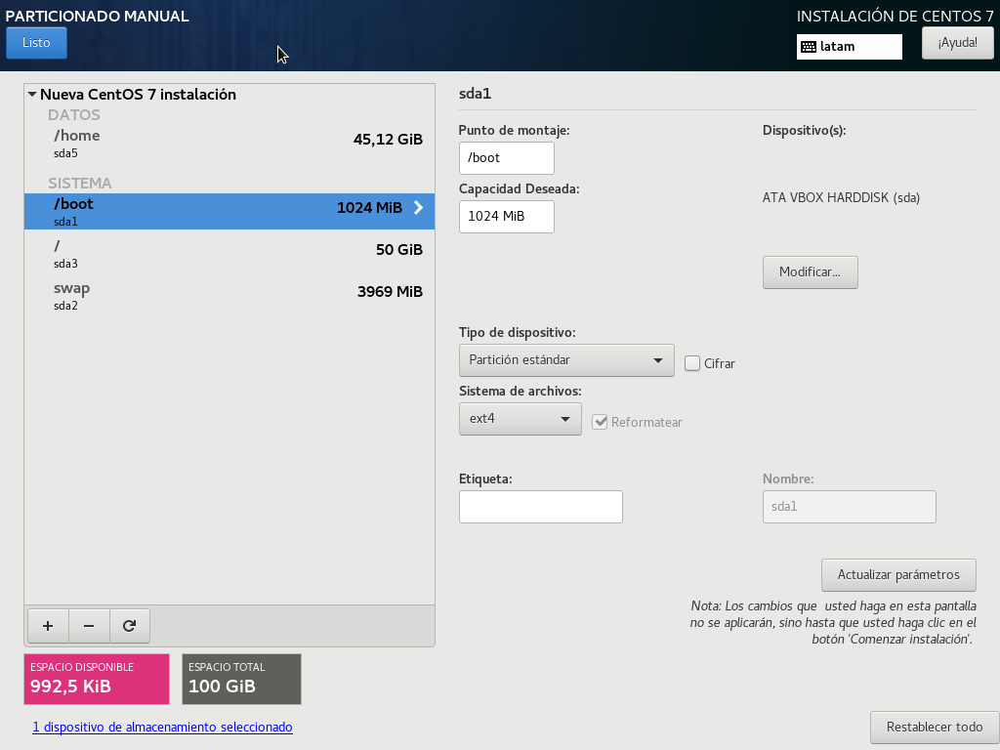 PARTICIONADO MANUAL
INSTALACIÓN DE CENTOS 7
Listo
latam
¡Ayuda!
Nueva CentOS 7 instalación
DATOS
/home
45,12 GiB
sda5
SISTEMA
/boot
1024 MiB
sda1
/
50 GiB
sda3
swap
3969 MiB
sda2
ESPACIO DISPONIBLE
992,5 KiB
ESPACIO TOTAL
100 GiB
1 dispositivo de almacenamiento seleccionado
sda1
Punto de montaje:
Dispositivo(s):
/boot
Capacidad Deseada:
ATA VBOX HARDDISK (sda)
1024 MiB
Modificar...
Tipo de dispositivo:
Partición estándar
Cifrar
Sistema de archivos:
ext4
Reformatear
Etiqueta:
Nombre:
sda1
Actualizar parámetros
Nota: Los cambios que  usted haga en esta pantalla
no se aplicarán, sino hasta que usted haga clic en el
botón 'Comenzar instalación'.
Restablecer todo